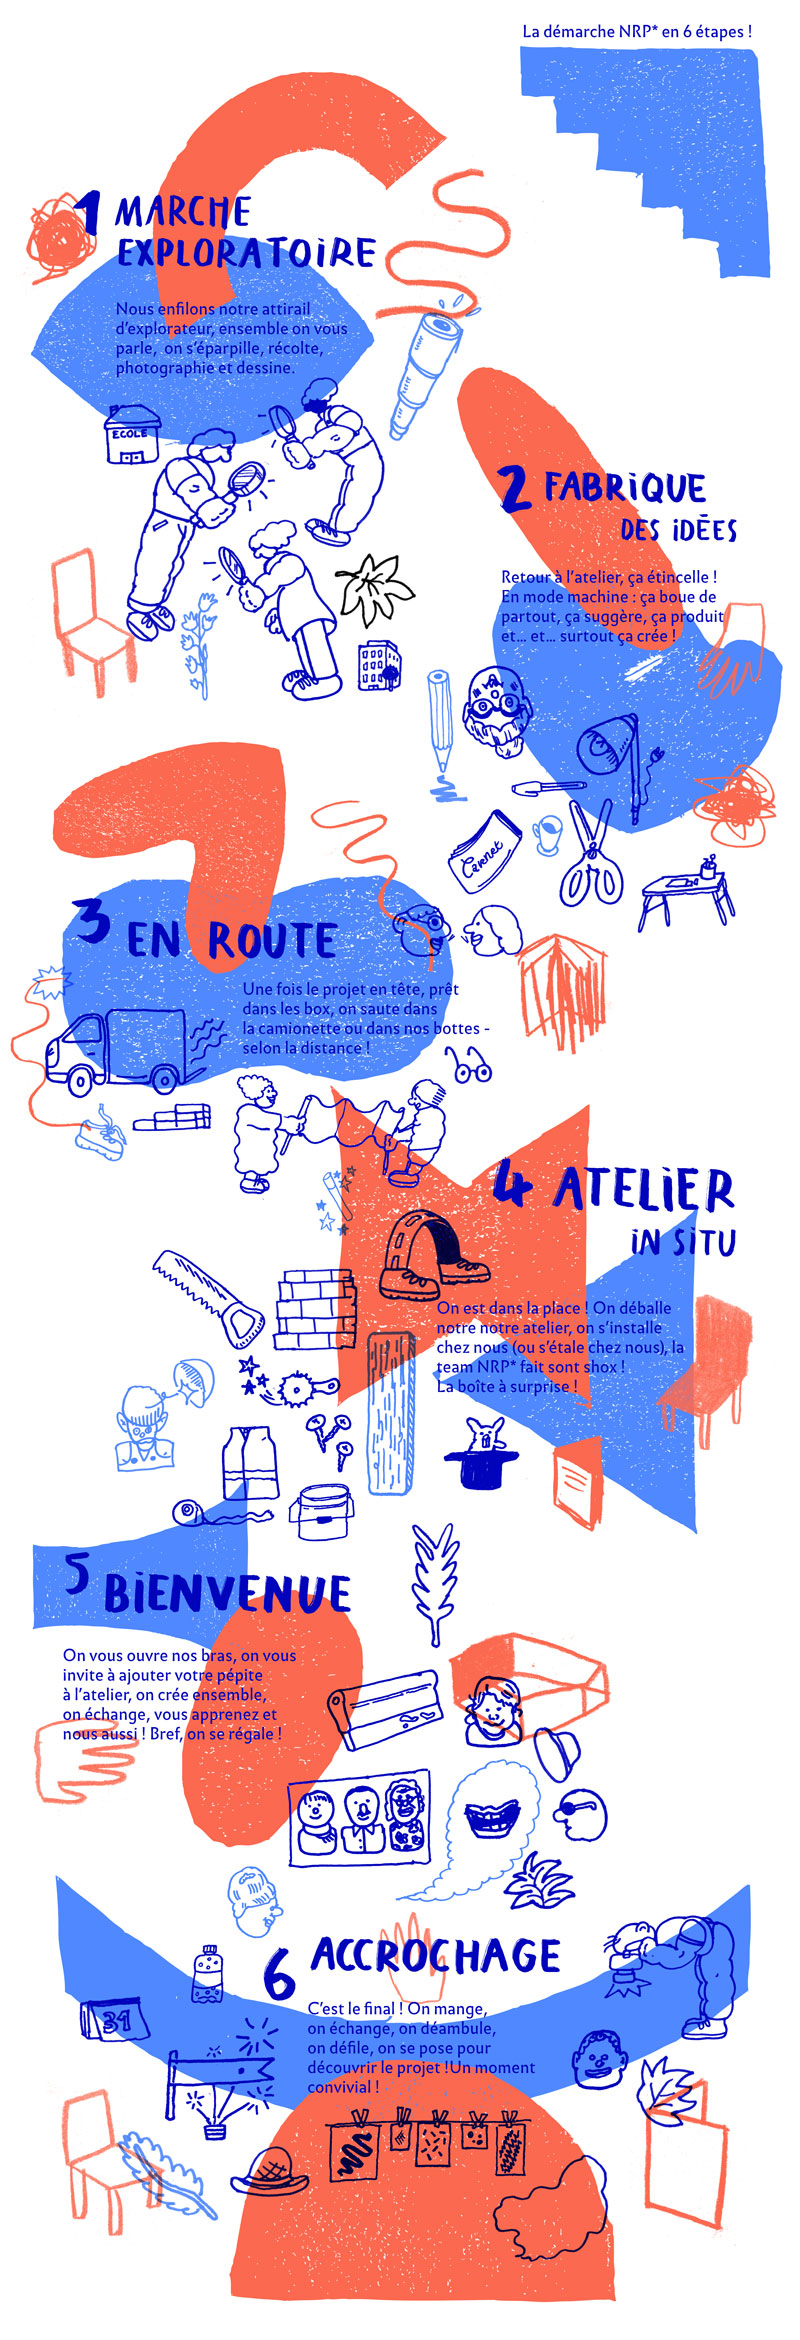 La démarche NRP* en 6 étapes !
1 MARCHE
EXPLORATOIRE
Nous enfilons notre attirail
d'explorateur, ensemble on vous
parle, on s'éparpille, récolte,
photographie et dessine.
ECOLE
2 FABRIQUE
DES IDÉES
Retour à l'atelier, ça étincelle !
En mode machine : ça boue de
partout, ça suggère, ça produit
et... et... surtout ça crée !
Carnet
3 EN ROUTE
Une fois le projet en tête, prêt
dans les box, on saute dans
la camionette ou dans nos bottes -
selon la distance !
4 ATELIER
IN SITU
On est dans la place ! On déballe
notre notre atelier, on s'installe
chez nous (ou s'étale chez nous), la
team NRP* fait sont shox !
La boîte à surprise !
5 BIENVENUE
On vous ouvre nos bras, on vous
invite à ajouter votre pépite
à l'atelier, on crée ensemble,
on échange, vous apprenez et
nous aussi ! Bref, on se régale !
6 ACCROCHAGE
C'est le final ! On mange,
on échange, on déambule,
on défile, on se pose pour
découvrir le projet !Un moment
convivial !
31